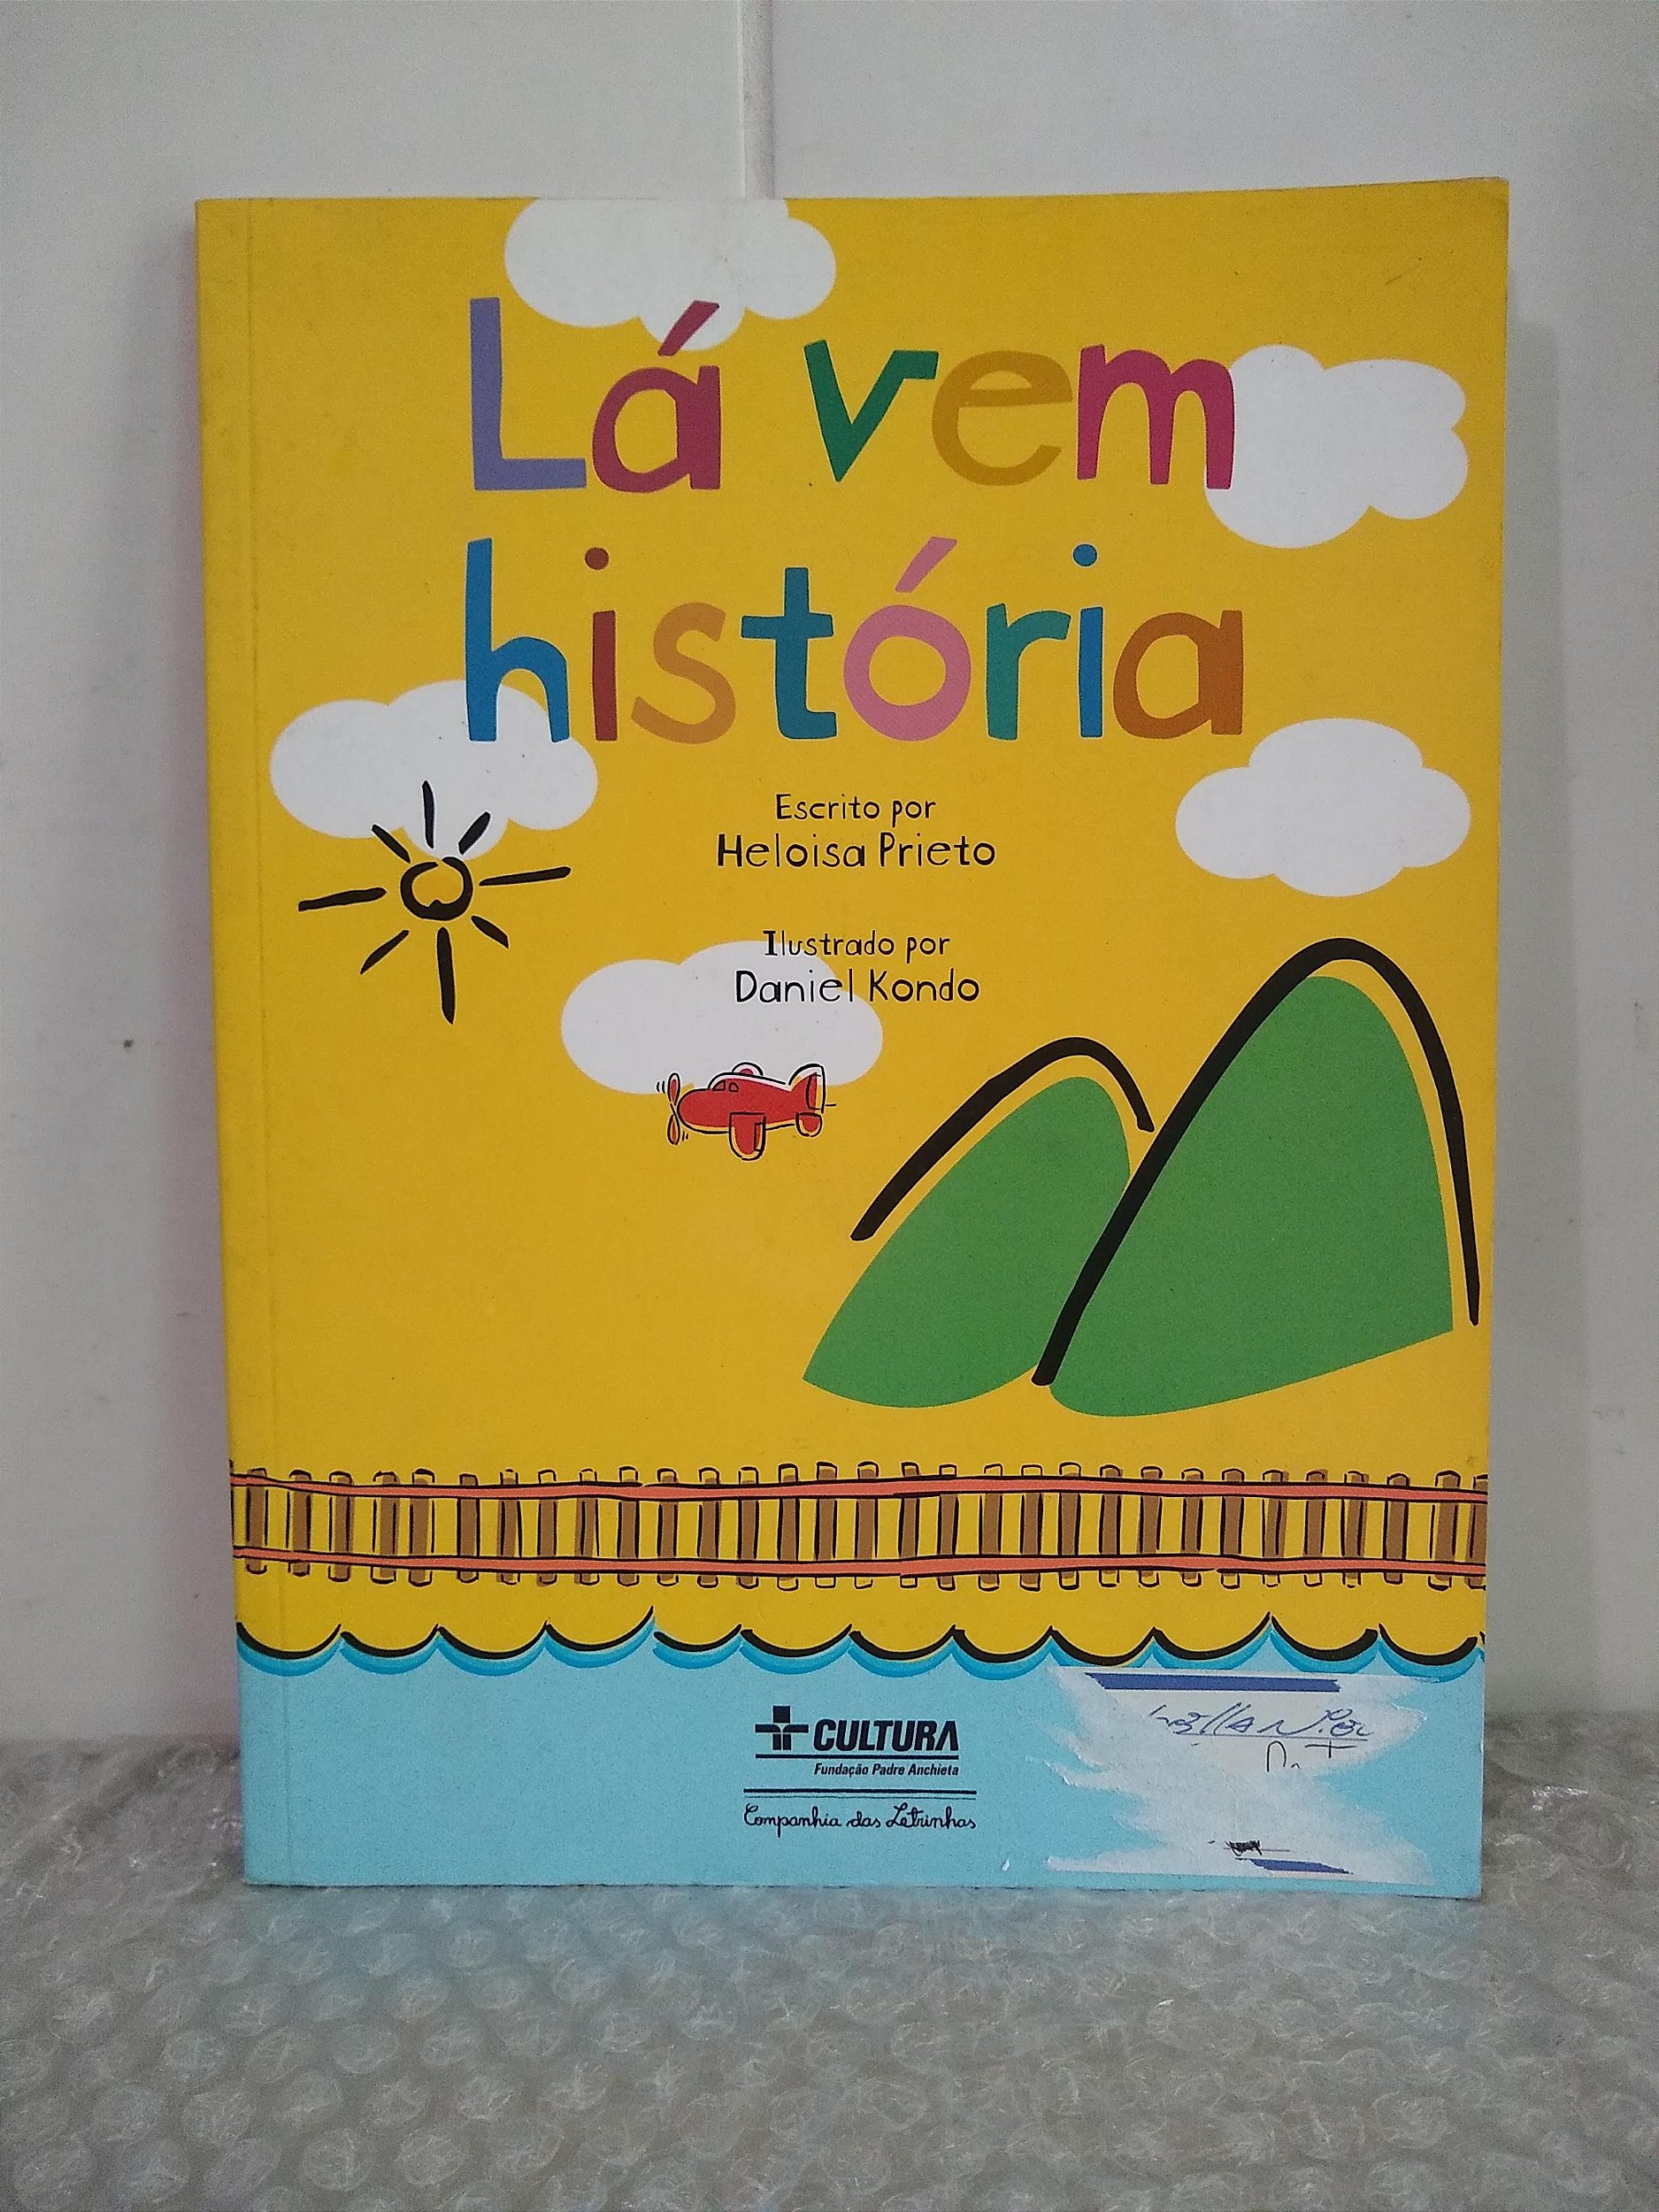 Lá vem
história
Escrito por
Heloisa Prieto
Ilustrado por
Daniel Kondo
CULTURA
Fundação Padre Anchieta
Companhia das Letrinhas